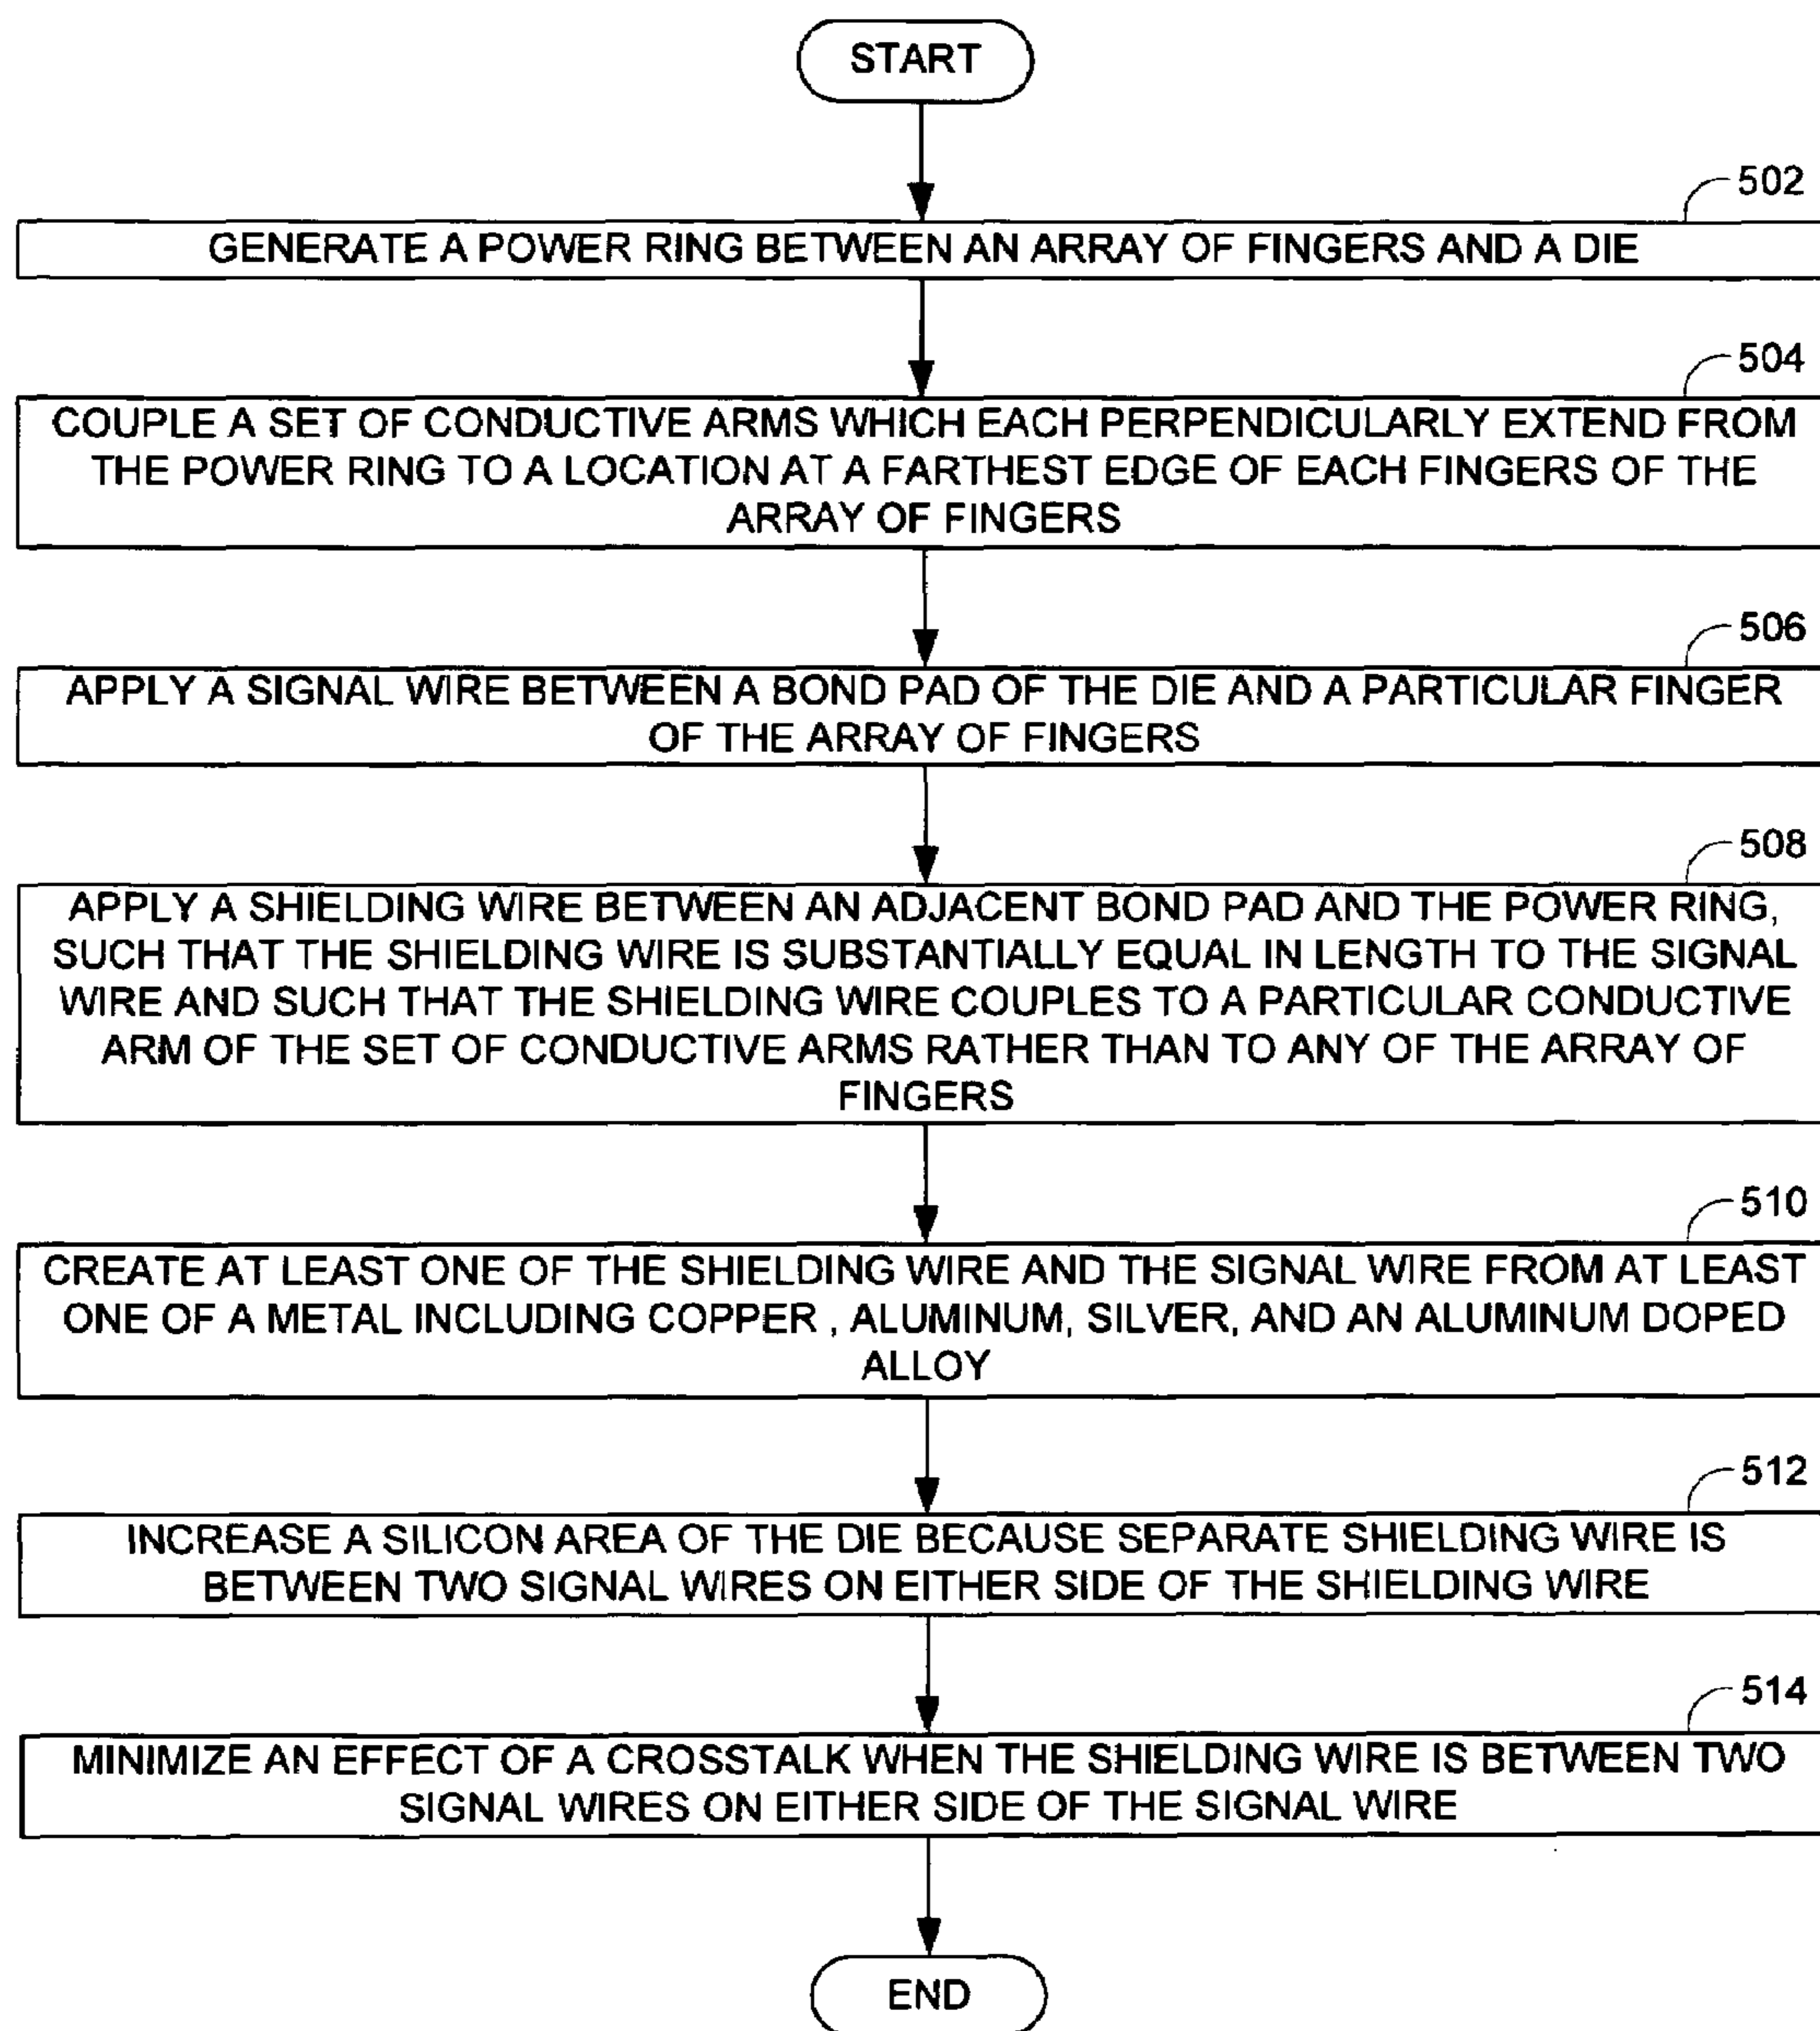 START
502
GENERATE A POWER RING BETWEEN AN ARRAY OF FINGERS AND A DIE
504
COUPLE A SET OF CONDUCTIVE ARMS WHICH EACH PERPENDICULARLY EXTEND FROM
THE POWER RING TO A LOCATION AT A FARTHEST EDGE OF EACH FINGERS OF THE
ARRAY OF FINGERS
506
APPLY A SIGNAL WIRE BETWEEN A BOND PAD OF THE DIE AND A PARTICULAR FINGER
OF THE ARRAY OF FINGERS
508
APPLY A SHIELDING WIRE BETWEEN AN ADJACENT BOND PAD AND THE POWER RING,
SUCH THAT THE SHIELDING WIRE IS SUBSTANTIALLY EQUAL IN LENGTH TO THE SIGNAL
WIRE AND SUCH THAT THE SHIELDING WIRE COUPLES TO A PARTICULAR CONDUCTIVE
ARM OF THE SET OF CONDUCTIVE ARMS RATHER THAN TO ANY OF THE ARRAY OF
FINGERS
510
CREATE AT LEAST ONE OF THE SHIELDING WIRE AND THE SIGNAL WIRE FROM AT LEAST
ONE OF A METAL INCLUDING COPPER , ALUMINUM, SILVER, AND AN ALUMINUM DOPED
ALLOY
512
INCREASE A SILICON AREA OF THE DIE BECAUSE SEPARATE SHIELDING WIRE IS
BETWEEN TWO SIGNAL WIRES ON EITHER SIDE OF THE SHIELDING WIRE
514
MINIMIZE AN EFFECT OF A CROSSTALK WHEN THE SHIELDING WIRE IS BETWEEN TWO
SIGNAL WIRES ON EITHER SIDE OF THE SIGNAL WIRE
END